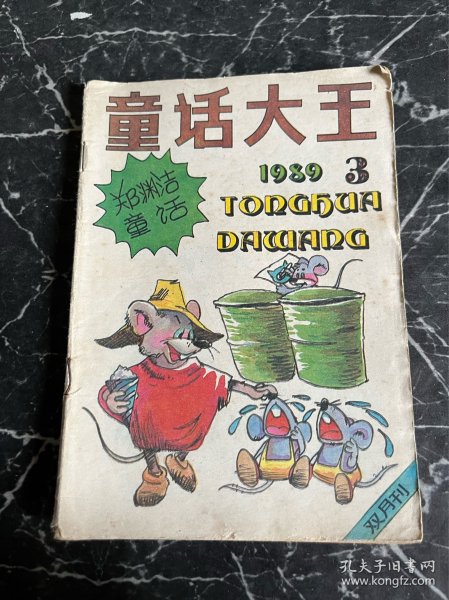 童话大王
1989 3
TONGHUA
DAWANG
郑渊洁
童话
双月刊
孔夫子旧书网
www.kongfz.com